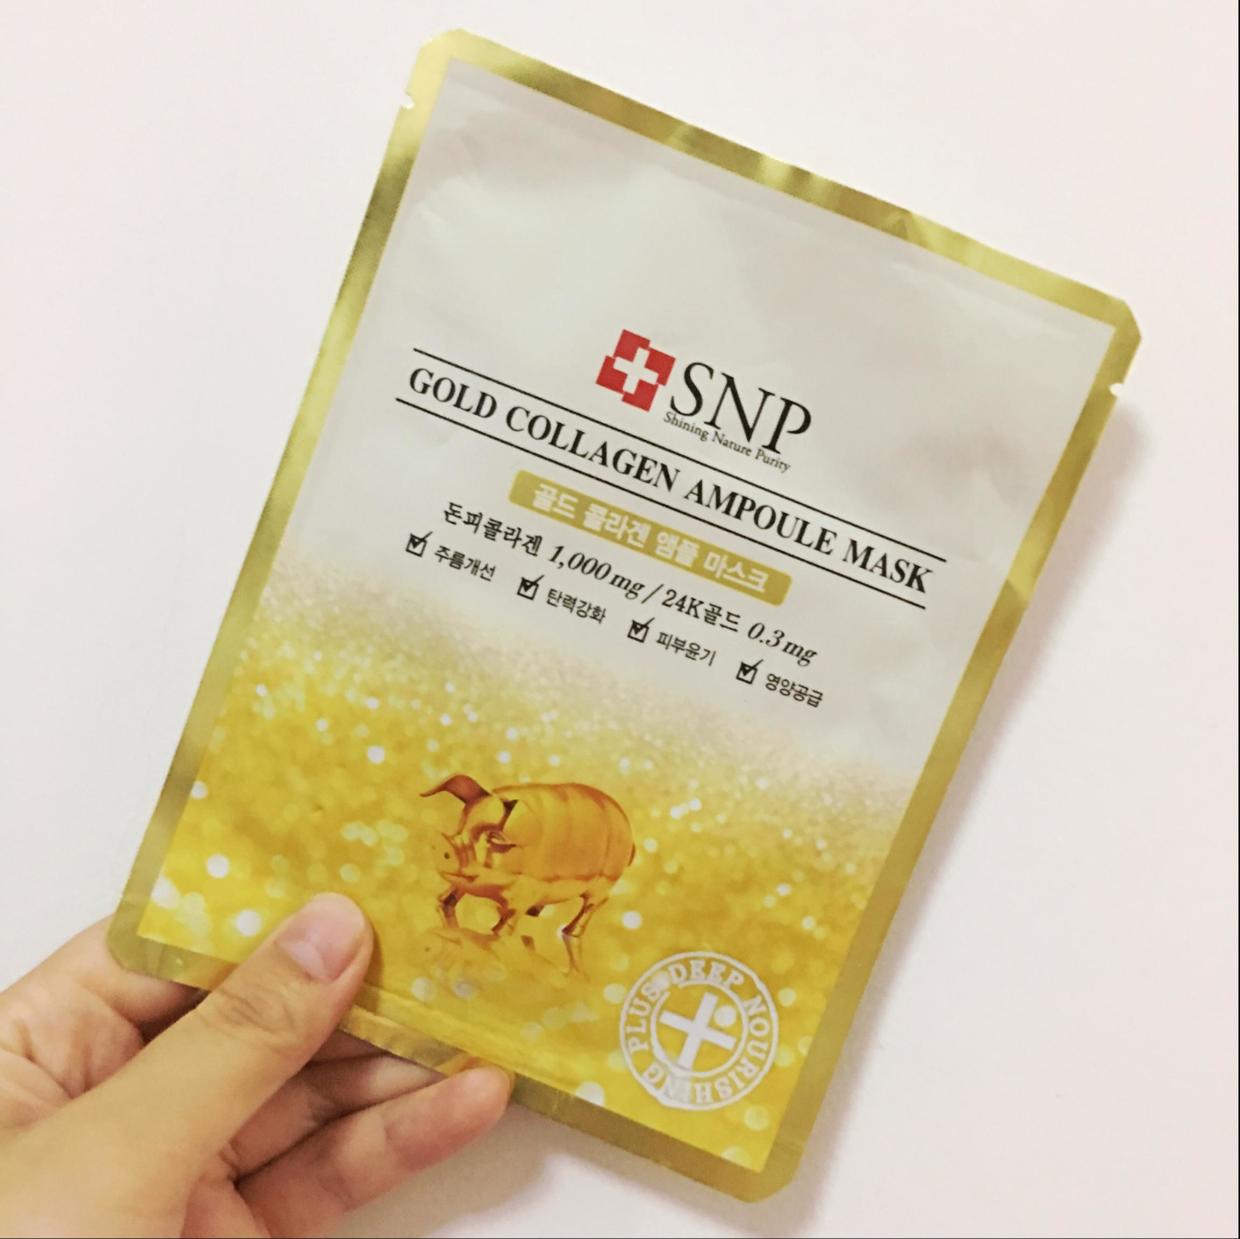 SNP
Shining Nature Purity
GOLD COLLAGEN AMPOULE MASK
골드 콜라겐 앰플 마스크
돈피콜라겐 1,000mg / 24K골드 0.3mg
주름개선 탄력강화 피부윤기 영양공급
PLUS DEEP NOURISHING